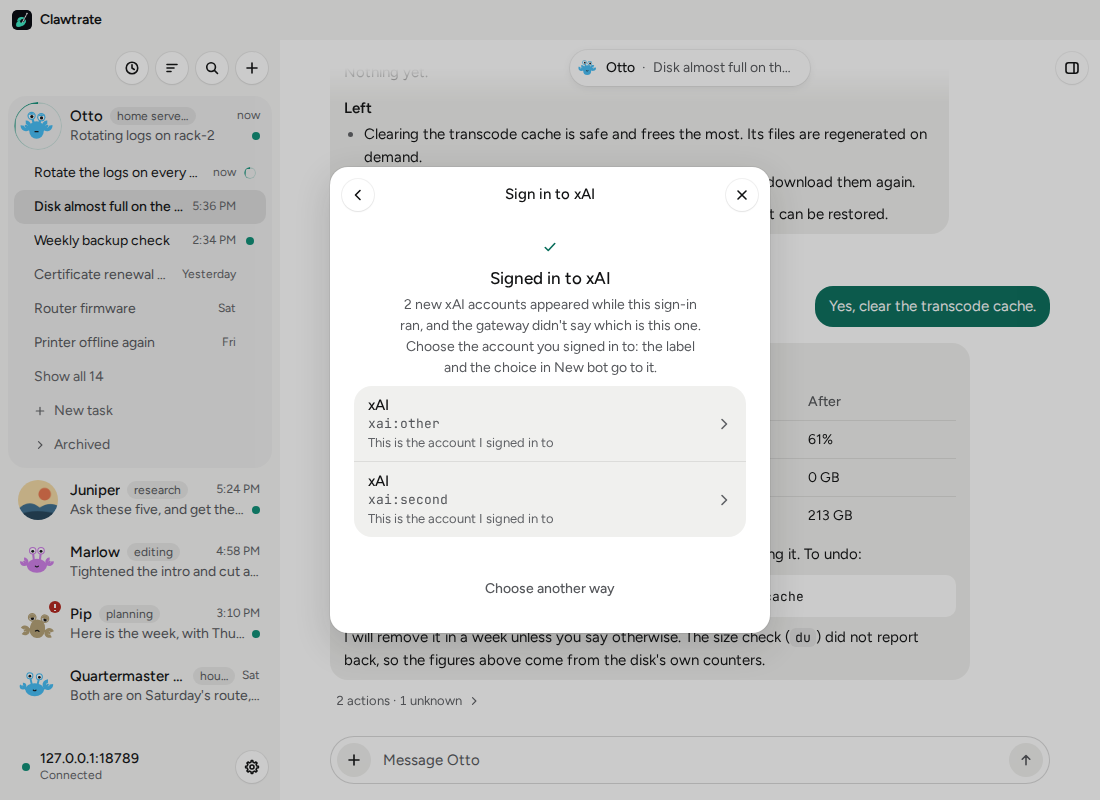 Clawtrate
Otto
home serve...
now
Rotating logs on rack-2
Rotate the logs on every ...
now
Disk almost full on the ...
5:36 PM
Weekly backup check
2:34 PM
Certificate renewal ...
Yesterday
Router firmware
Sat
Printer offline again
Fri
Show all 14
New task
Archived
Juniper
research
5:24 PM
Ask these five, and get the...
Marlow
editing
4:58 PM
Tightened the intro and cut a...
Pip
planning
3:10 PM
Here is the week, with Thu...
Quartermaster ...
hou...
Sat
Both are on Saturday's route,...
127.0.0.1:18789
Connected
Otto · Disk almost full on th...
Nothing yet.
Left
Clearing the transcode cache is safe and frees the most. Its files are regenerated on
demand.
download them again.
t can be restored.
Yes, clear the transcode cache.
After
61%
0 GB
213 GB
ng it. To undo:
cache
I will remove it in a week unless you say otherwise. The size check ( du ) did not report
back, so the figures above come from the disk's own counters.
2 actions · 1 unknown
Message Otto
Sign in to xAI
Signed in to xAI
2 new xAI accounts appeared while this sign-in
ran, and the gateway didn't say which is this one.
Choose the account you signed in to: the label
and the choice in New bot go to it.
xAI
xai:other
This is the account I signed in to
xAI
xai:second
This is the account I signed in to
Choose another way